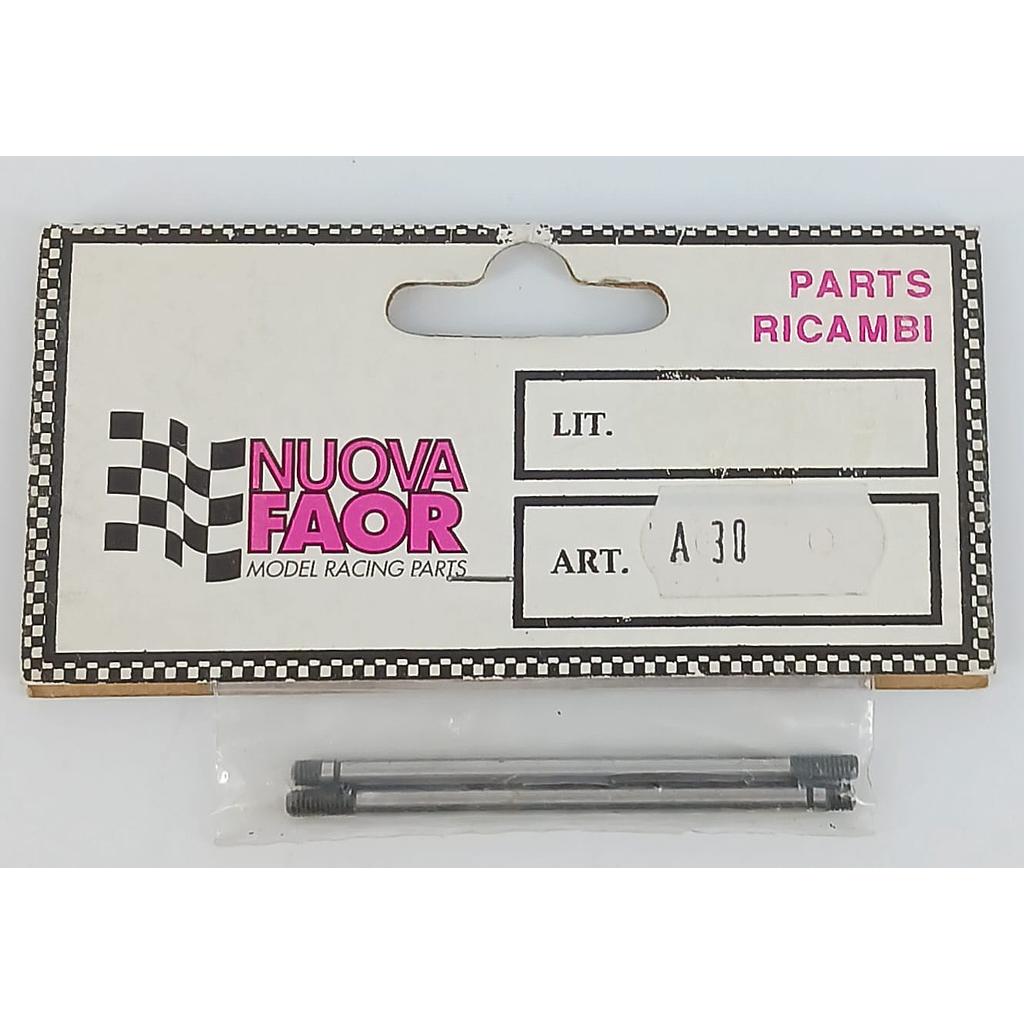 PARTS
RICAMBI
LIT.
NUOVA
FAOR
MODEL RACING PARTS
ART. A 30